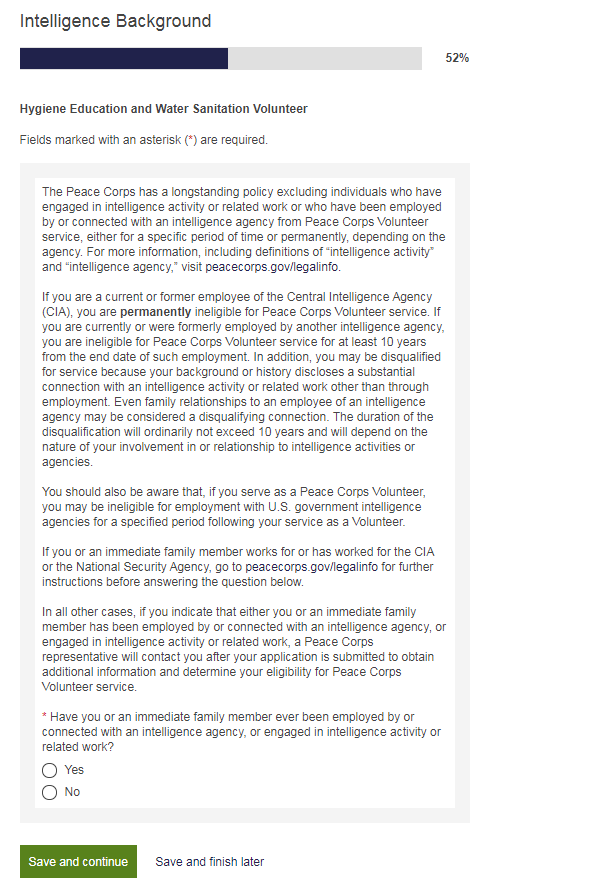 Intelligence Background
52%
Hygiene Education and Water Sanitation Volunteer
Fields marked with an asterisk (*) are required.
The Peace Corps has a longstanding policy excluding individuals who have
engaged in intelligence activity or related work or who have been employed
by or connected with an intelligence agency from Peace Corps Volunteer
service, either for a specific period of time or permanently, depending on the
agency. For more information, including definitions of “intelligence activity”
and “intelligence agency,” visit peacecorps.gov/legalinfo.
If you are a current or former employee of the Central Intelligence Agency
(CIA), you are permanently ineligible for Peace Corps Volunteer service. If
you are currently or were formerly employed by another intelligence agency,
you are ineligible for Peace Corps Volunteer service for at least 10 years
from the end date of such employment. In addition, you may be disqualified
for service because your background or history discloses a substantial
connection with an intelligence activity or related work other than through
employment. Even family relationships to an employee of an intelligence
agency may be considered a disqualifying connection. The duration of the
disqualification will ordinarily not exceed 10 years and will depend on the
nature of your involvement in or relationship to intelligence activities or
agencies.
You should also be aware that, if you serve as a Peace Corps Volunteer,
you may be ineligible for employment with U.S. government intelligence
agencies for a specified period following your service as a Volunteer.
If you or an immediate family member works for or has worked for the CIA
or the National Security Agency, go to peacecorps.gov/legalinfo for further
instructions before answering the question below.
In all other cases, if you indicate that either you or an immediate family
member has been employed by or connected with an intelligence agency, or
engaged in intelligence activity or related work, a Peace Corps
representative will contact you after your application is submitted to obtain
additional information and determine your eligibility for Peace Corps
Volunteer service.
* Have you or an immediate family member ever been employed by or
connected with an intelligence agency, or engaged in intelligence activity or
related work?
Yes
No
Save and continue
Save and finish later